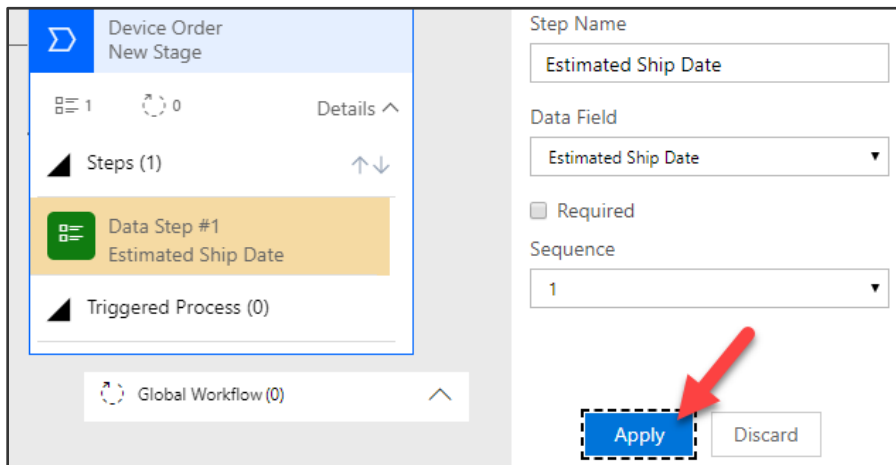 Device Order
New Stage
1
0
Details
Steps (1)
Data Step #1
Estimated Ship Date
Triggered Process (0)
Global Workflow (0)
Step Name
Estimated Ship Date
Data Field
Estimated Ship Date
Required
Sequence
1
Apply
Discard